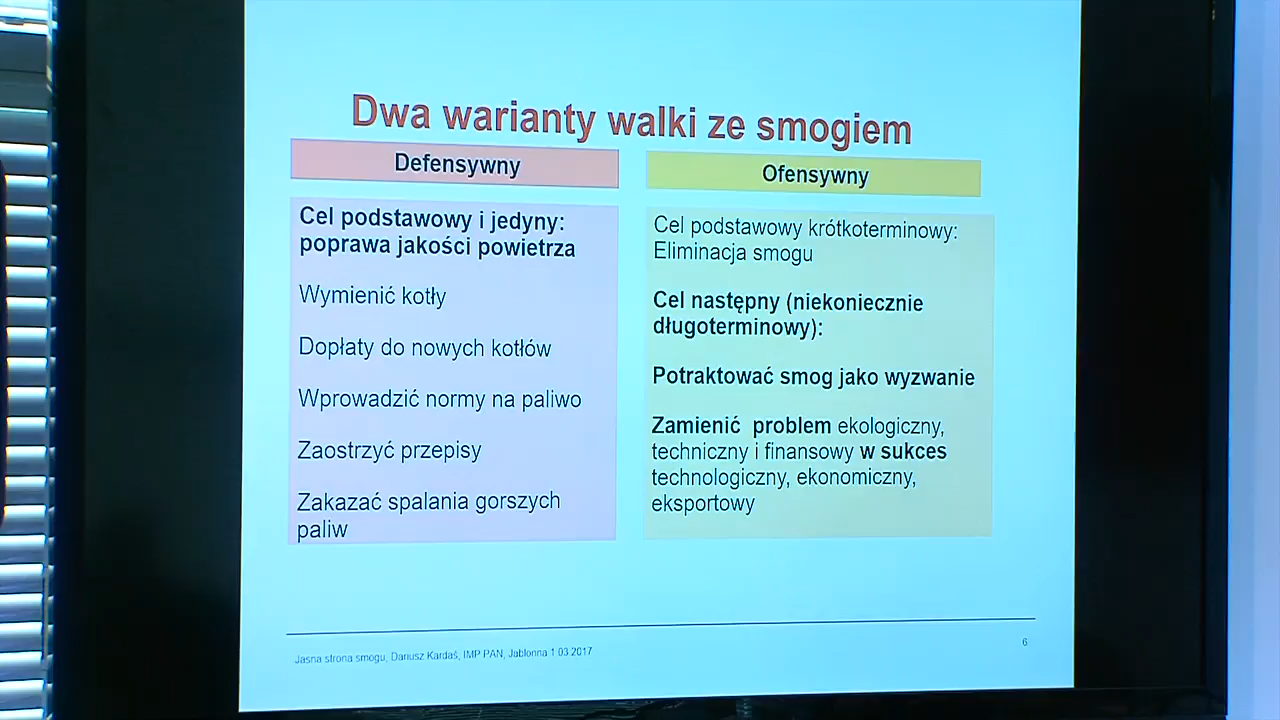 Dwa warianty walki ze smogiem
Defensywny
Cel podstawowy i jedyny:
poprawa jakości powietrza
Wymienić kotły
Dopłaty do nowych kotłów
Wprowadzić normy na paliwo
Zaostrzyć przepisy
Zakazać spalania gorszych
paliw
Ofensywny
Cel podstawowy krótkoterminowy:
Eliminacja smogu
Cel następny (niekoniecznie
długoterminowy):
Potraktować smog jako wyzwanie
Zamienić problem ekologiczny,
techniczny i finansowy w sukces
technologiczny, ekonomiczny,
eksportowy
Jasna strona smogu, Dariusz Kardaś, IMP PAN, Jabłonna 1 03 2017
6